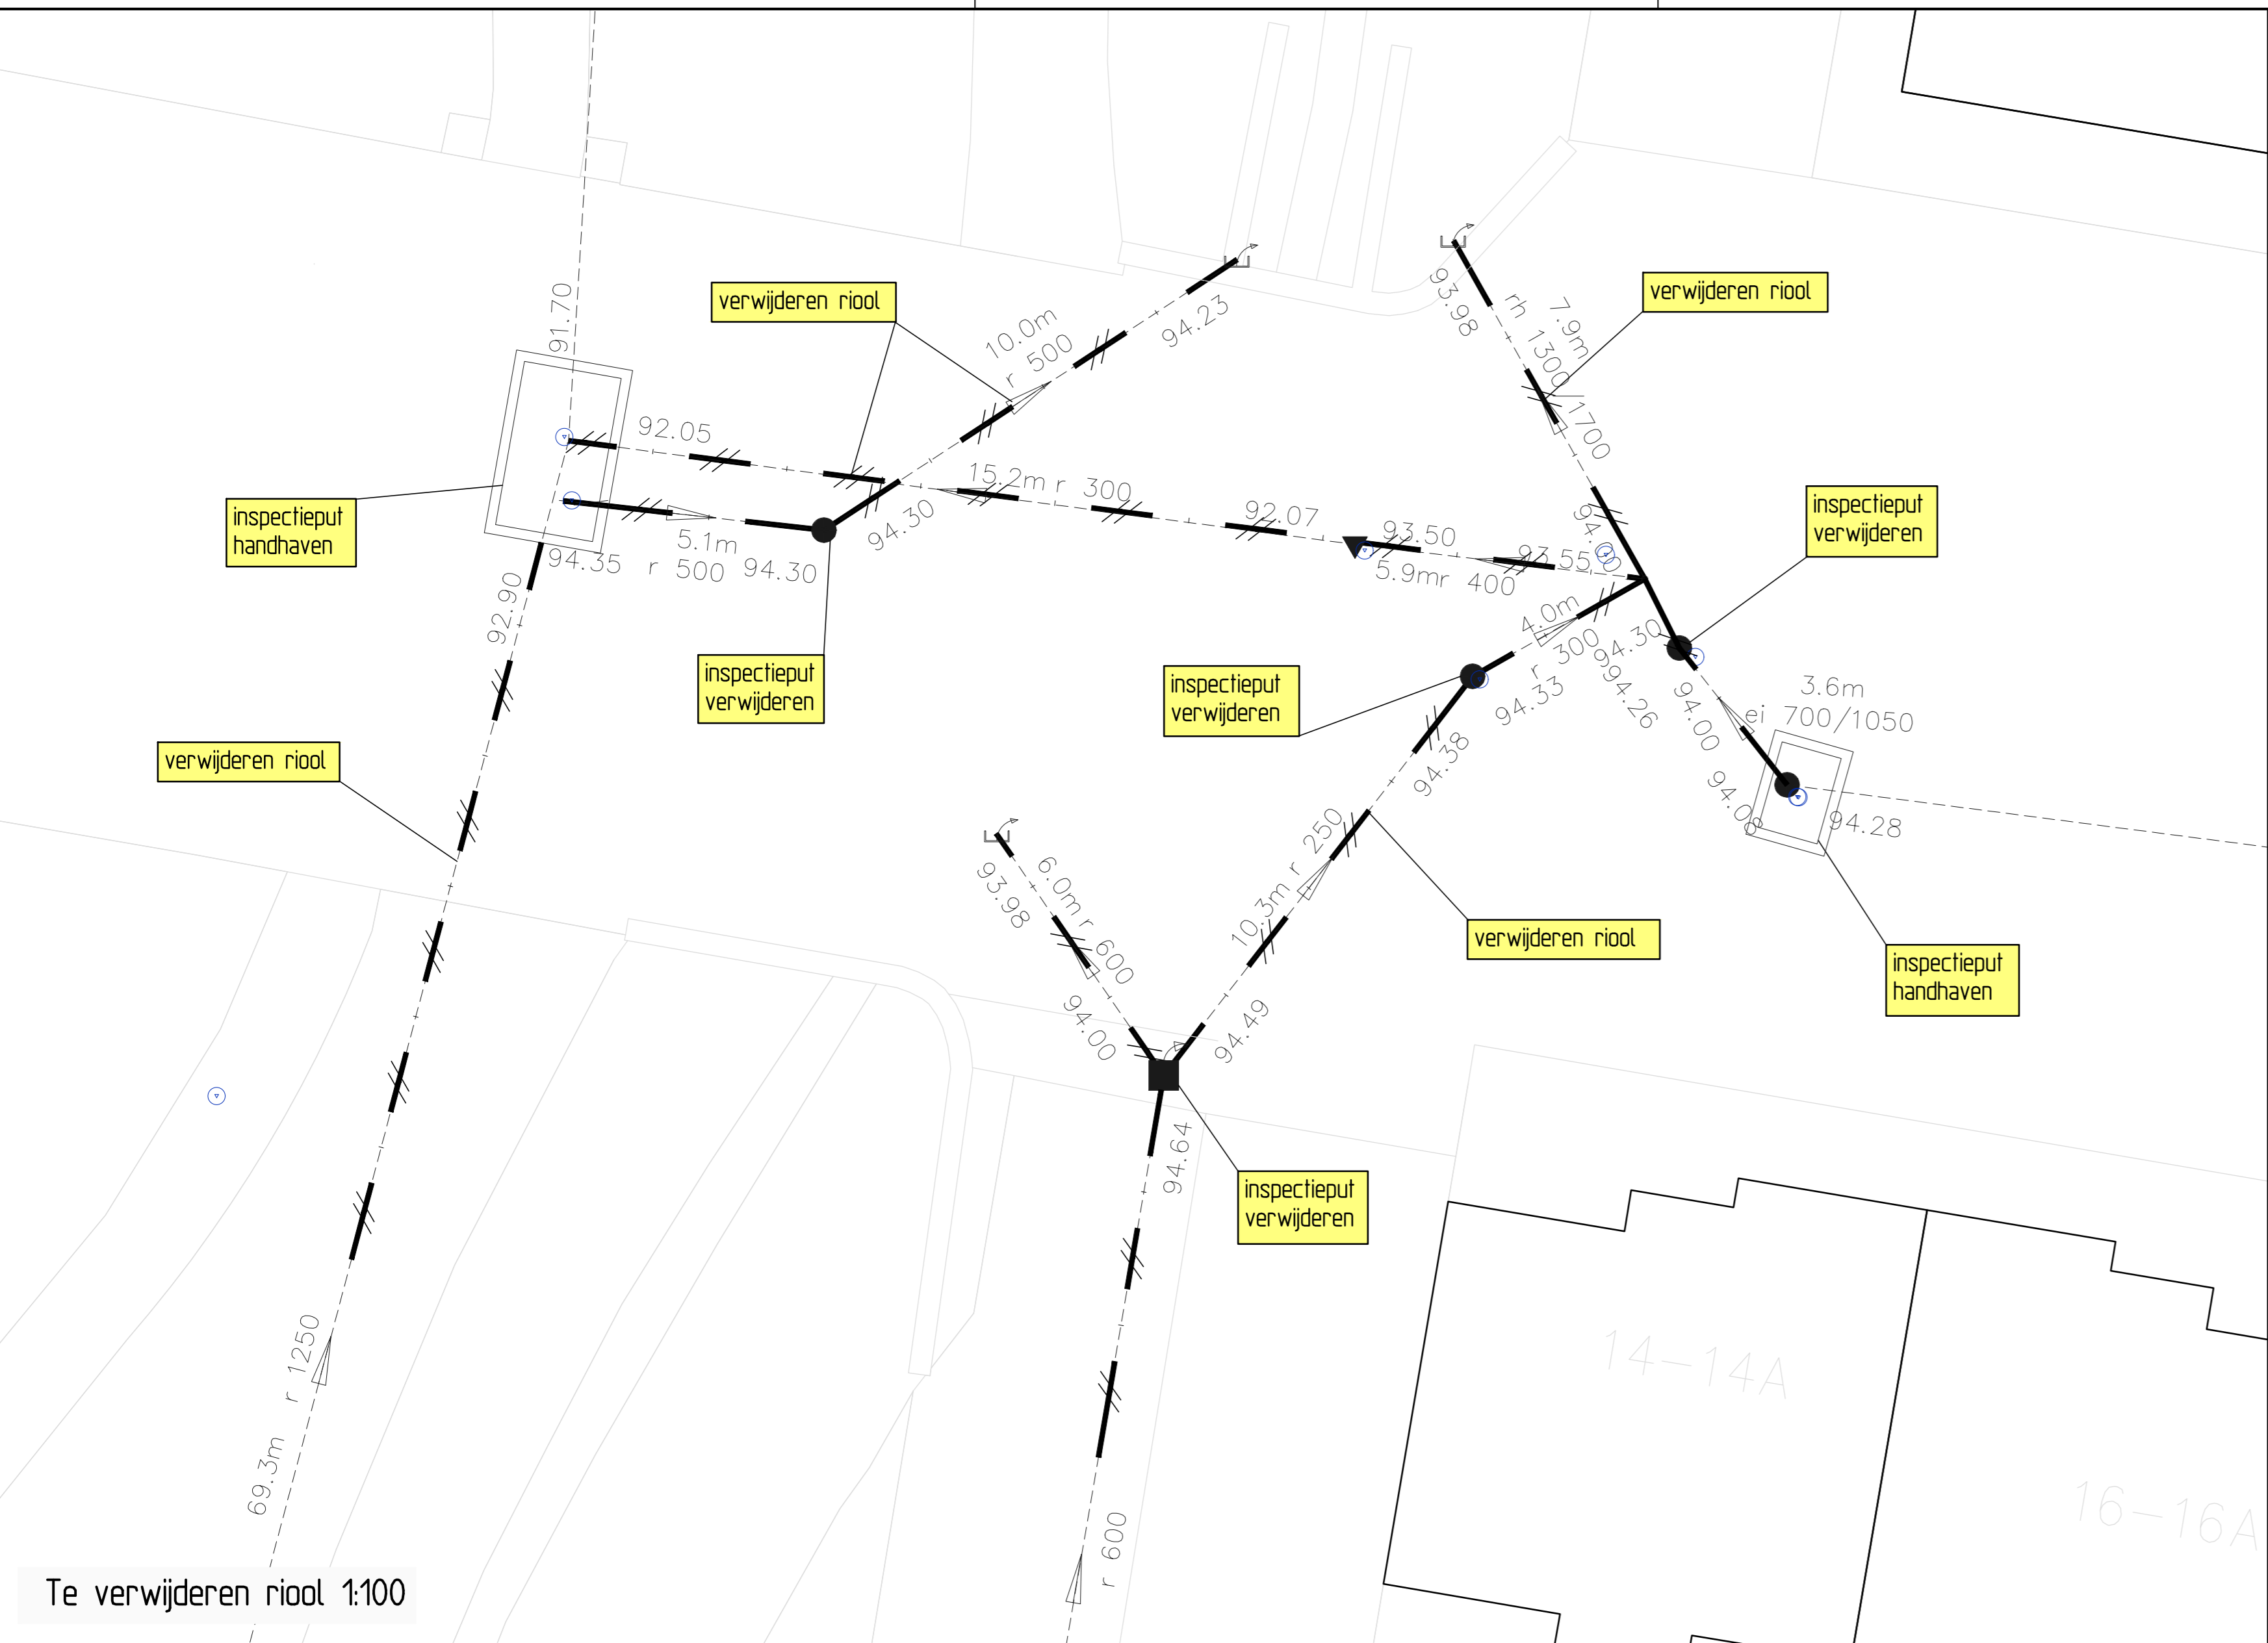 91.70
verwijderen riool
10.0m
r 500
94.23
93.98
7.9m
rh 1300/1700
verwijderen riool
92.05
15.2m r 300
94.30
92.07
93.50
93.55
94.00
inspectieput
verwijderen
inspectieput
handhaven
94.35
5.1m
r 500
94.30
5.9m r 400
92.90
4.0m
r 300
94.30
94.33
94.26
inspectieput
verwijderen
inspectieput
verwijderen
94.00
3.6m
ei 700/1050
94.28
94.38
verwijderen riool
93.98
6.0m r 600
94.00
10.3m r 250
94.49
verwijderen riool
inspectieput
handhaven
94.64
inspectieput
verwijderen
69.3m r 1250
r 600
14-14A
16-16A
Te verwijderen riool 1:100